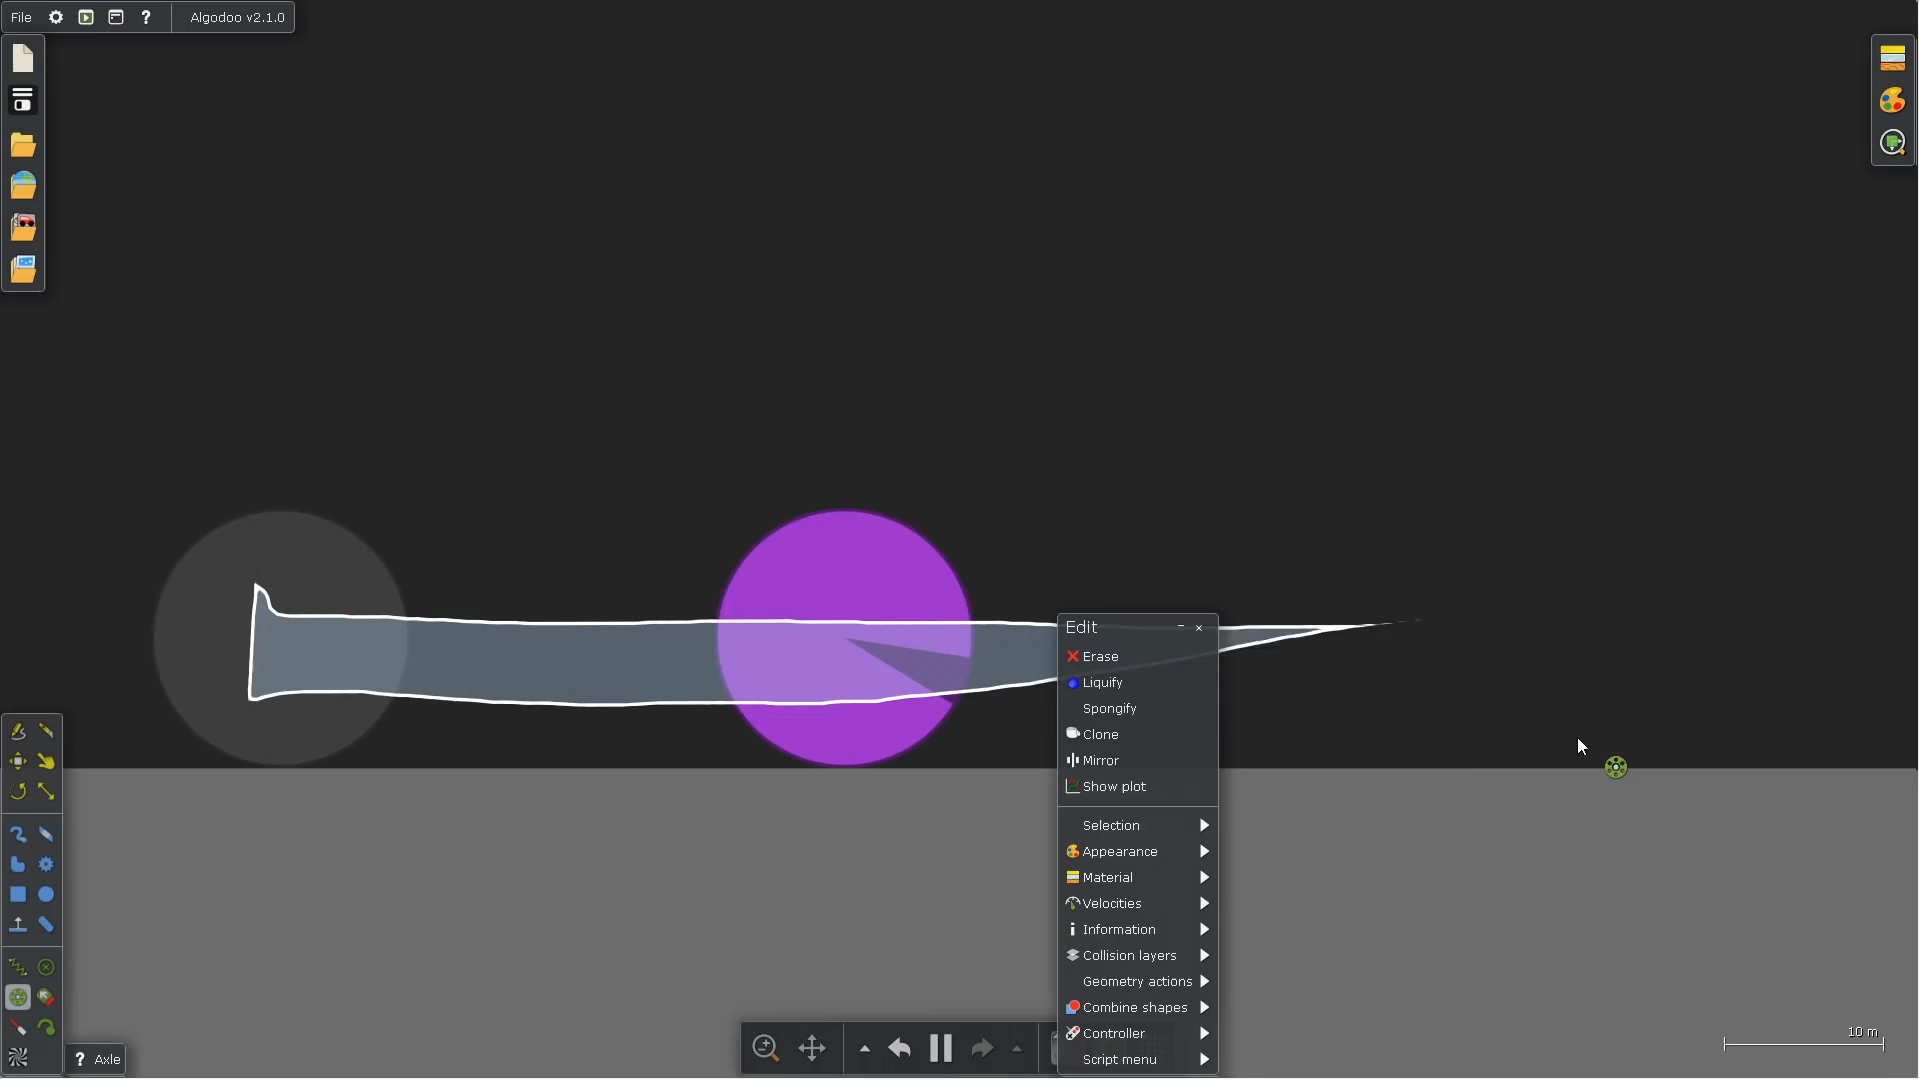 File
?
Algodoo v2.1.0
Edit
Erase
Liquify
Spongify
Clone
Mirror
Show plot
Selection
Appearance
Material
Velocities
Information
Collision layers
Geometry actions
Combine shapes
Controller
Script menu
10 m
? Axle